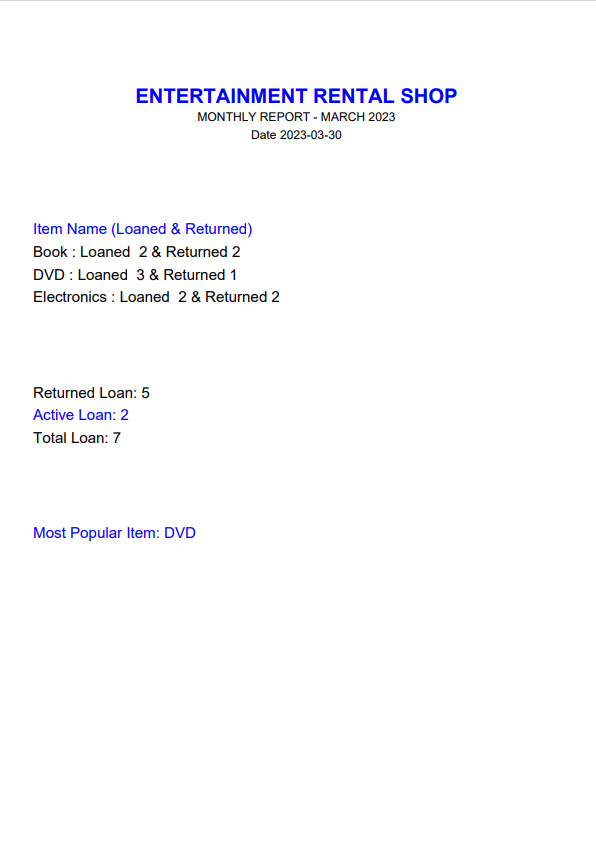 ENTERTAINMENT RENTAL SHOP
MONTHLY REPORT - MARCH 2023
Date 2023-03-30
Item Name (Loaned & Returned)
Book : Loaned  2 & Returned 2
DVD : Loaned  3 & Returned 1
Electronics : Loaned  2 & Returned 2
Returned Loan: 5
Active Loan: 2
Total Loan: 7
Most Popular Item: DVD